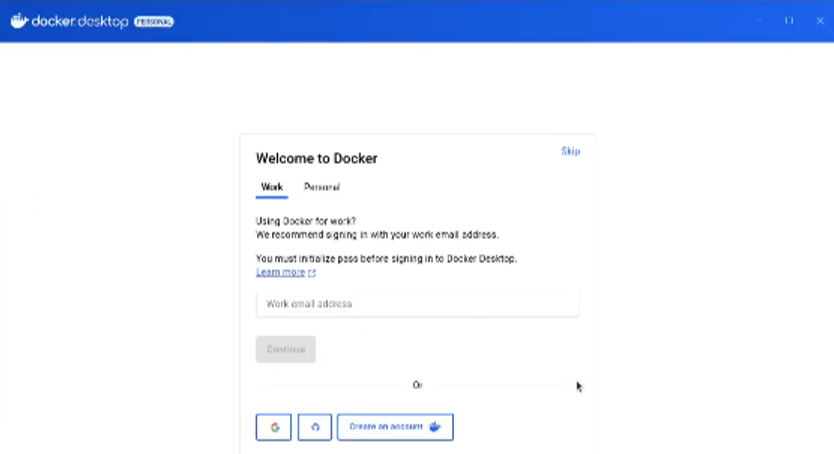 docker.desktop PERSONAL
Skip
Welcome to Docker
Work Personal
Using Docker for work?
We recommend signing in with your work email address.
You must initialize pass before signing in to Docker Desktop.
Learn more
Work email address
Continue
Or
G
Create an account